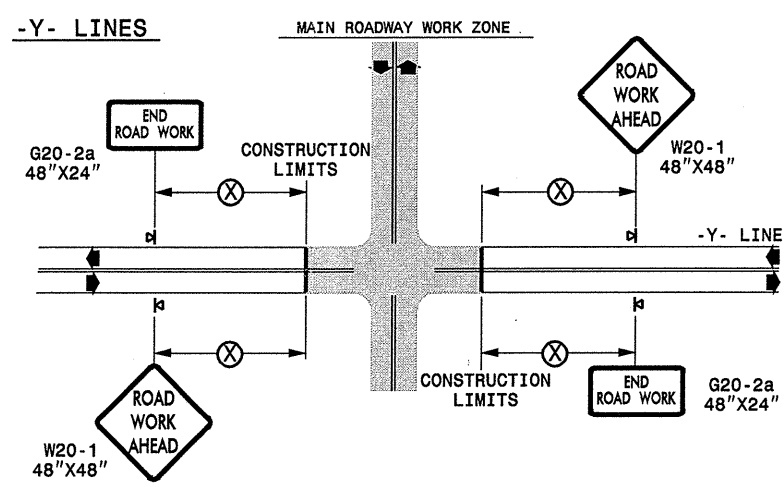 -Y- LINES
MAIN ROADWAY WORK ZONE
END
ROAD WORK
G20-2a
48"X24"
CONSTRUCTION
LIMITS
ROAD
WORK
AHEAD
W20-1
48"X48"
X
X
-Y- LINE
X
X
CONSTRUCTION
LIMITS
ROAD
WORK
AHEAD
W20-1
48"X48"
END
ROAD WORK
G20-2a
48"X24"